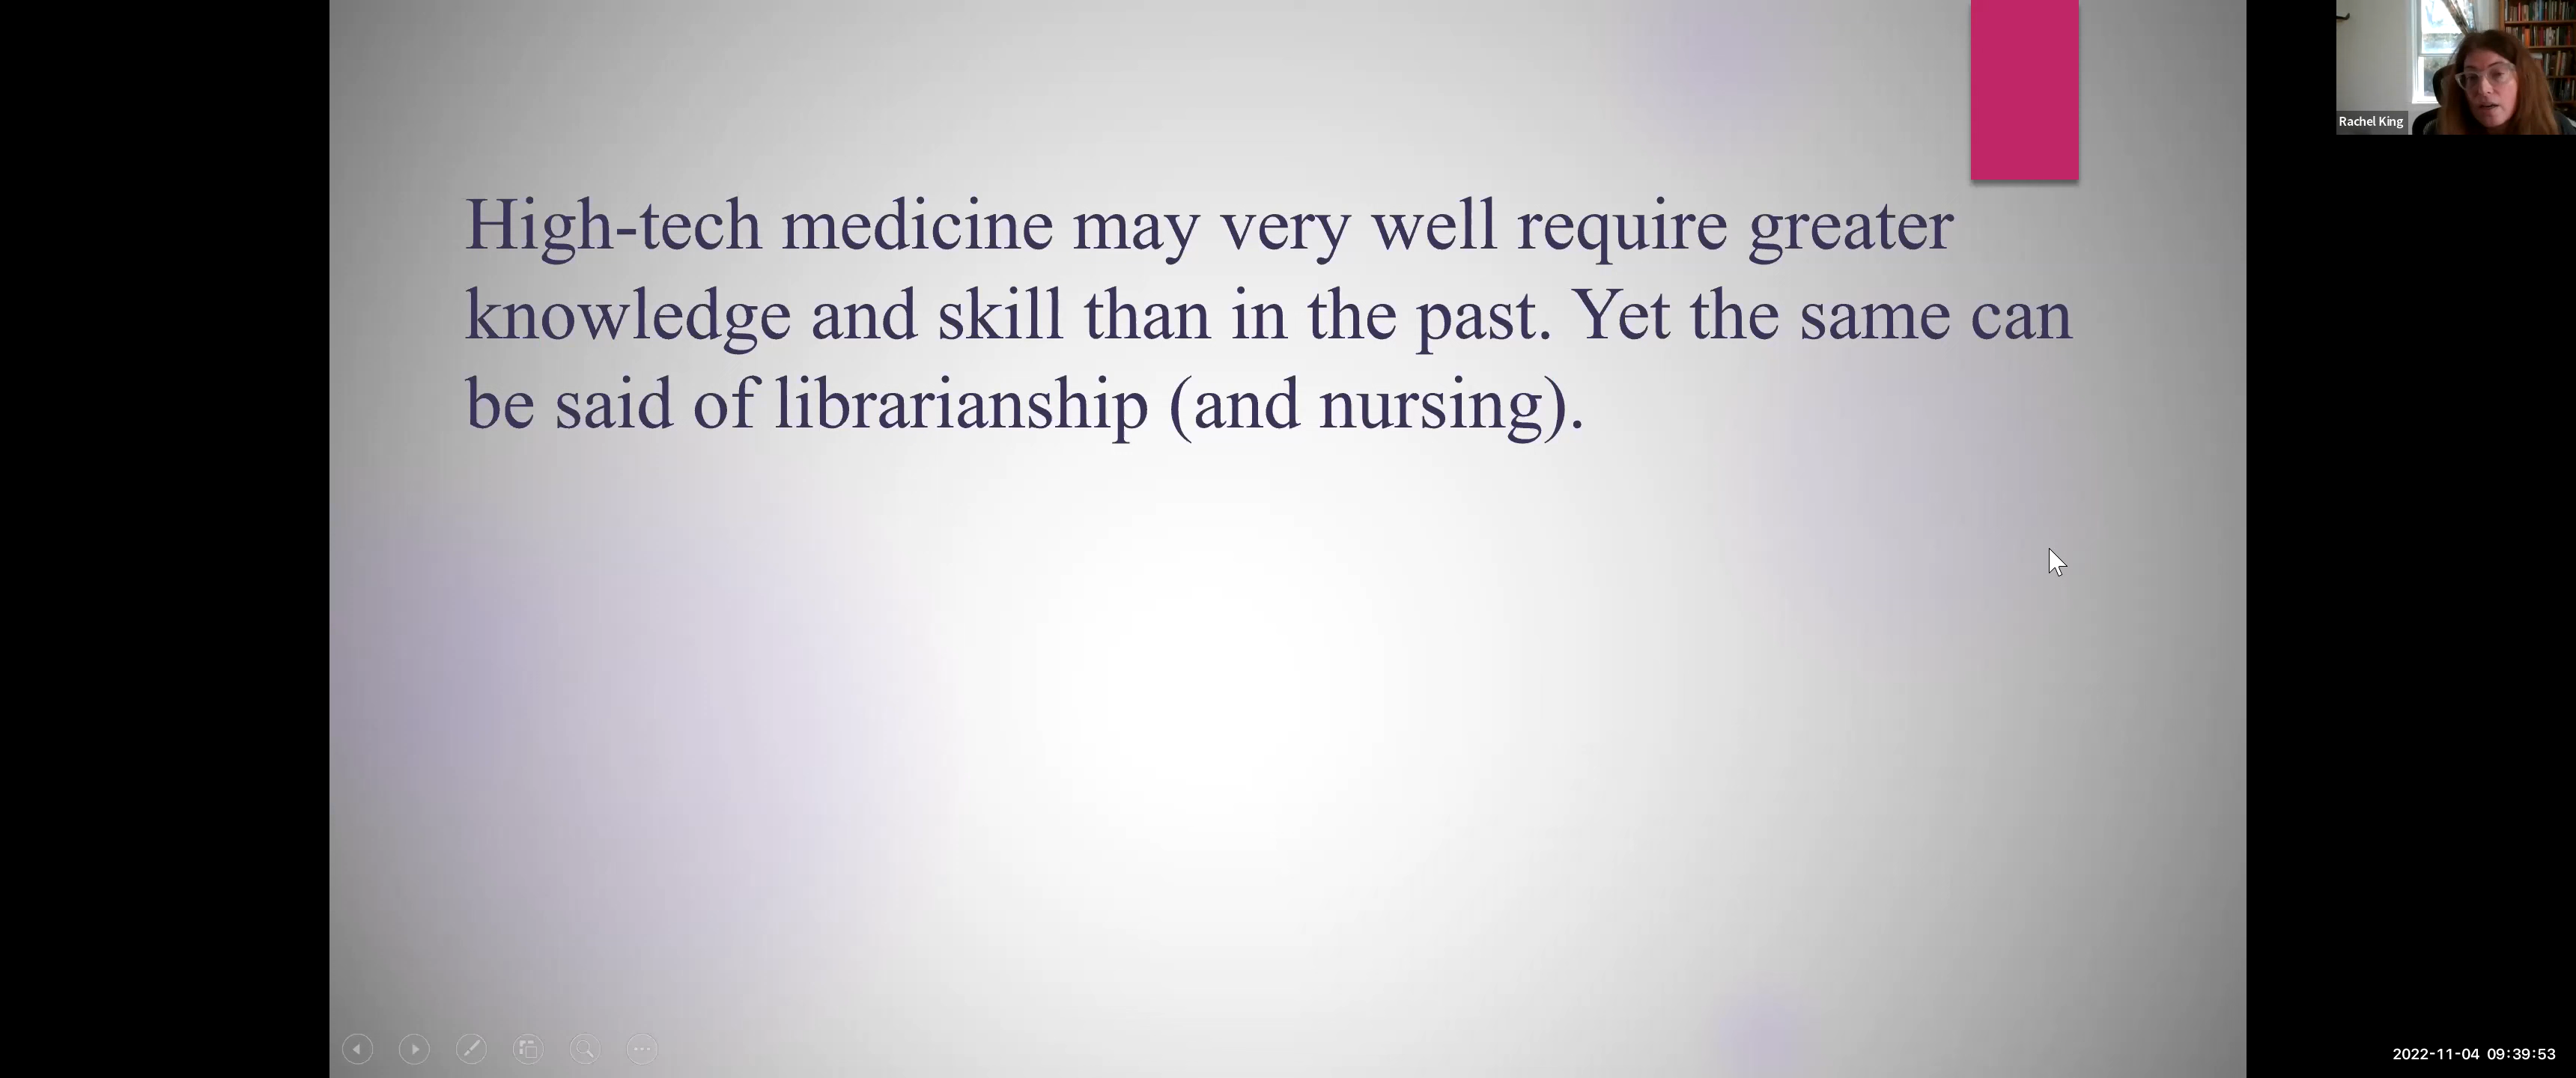 High-tech medicine may very well require greater
knowledge and skill than in the past. Yet the same can
be said of librarianship (and nursing).
Rachel King
2022-11-04 09:39:53